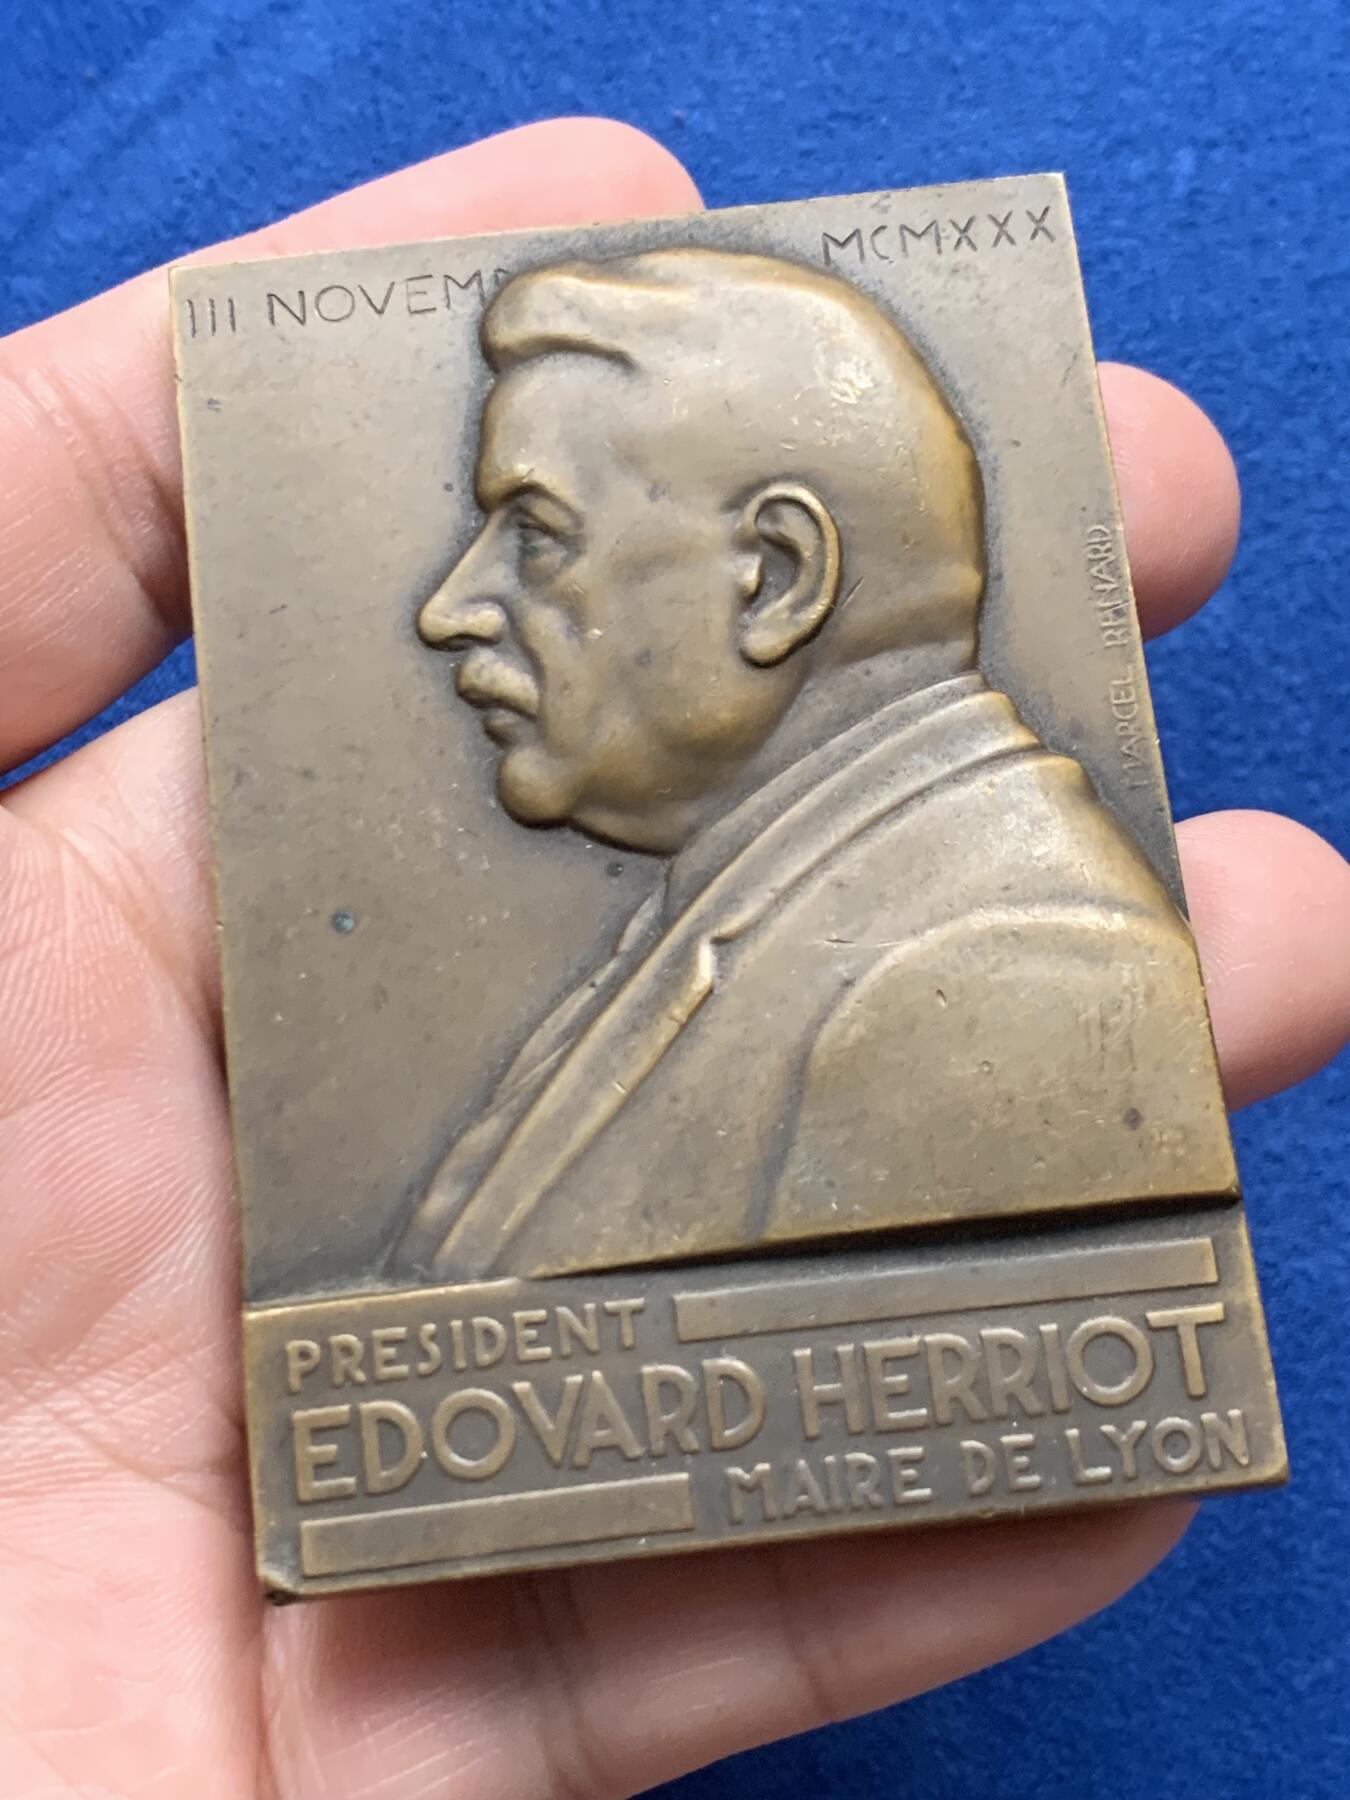 III NOVEM
MCMXXX
MARCEL RENARD
PRESIDENT
EDOVARD HERRIOT
MAIRE DE LYON